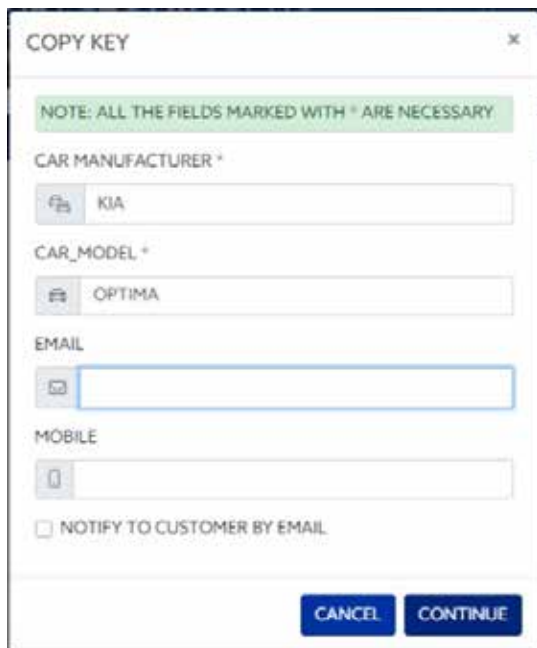 COPY KEY ×
NOTE: ALL THE FIELDS MARKED WITH * ARE NECESSARY
CAR MANUFACTURER *
KIA
CAR_MODEL *
OPTIMA
EMAIL
MOBILE
NOTIFY TO CUSTOMER BY EMAIL
CANCEL CONTINUE